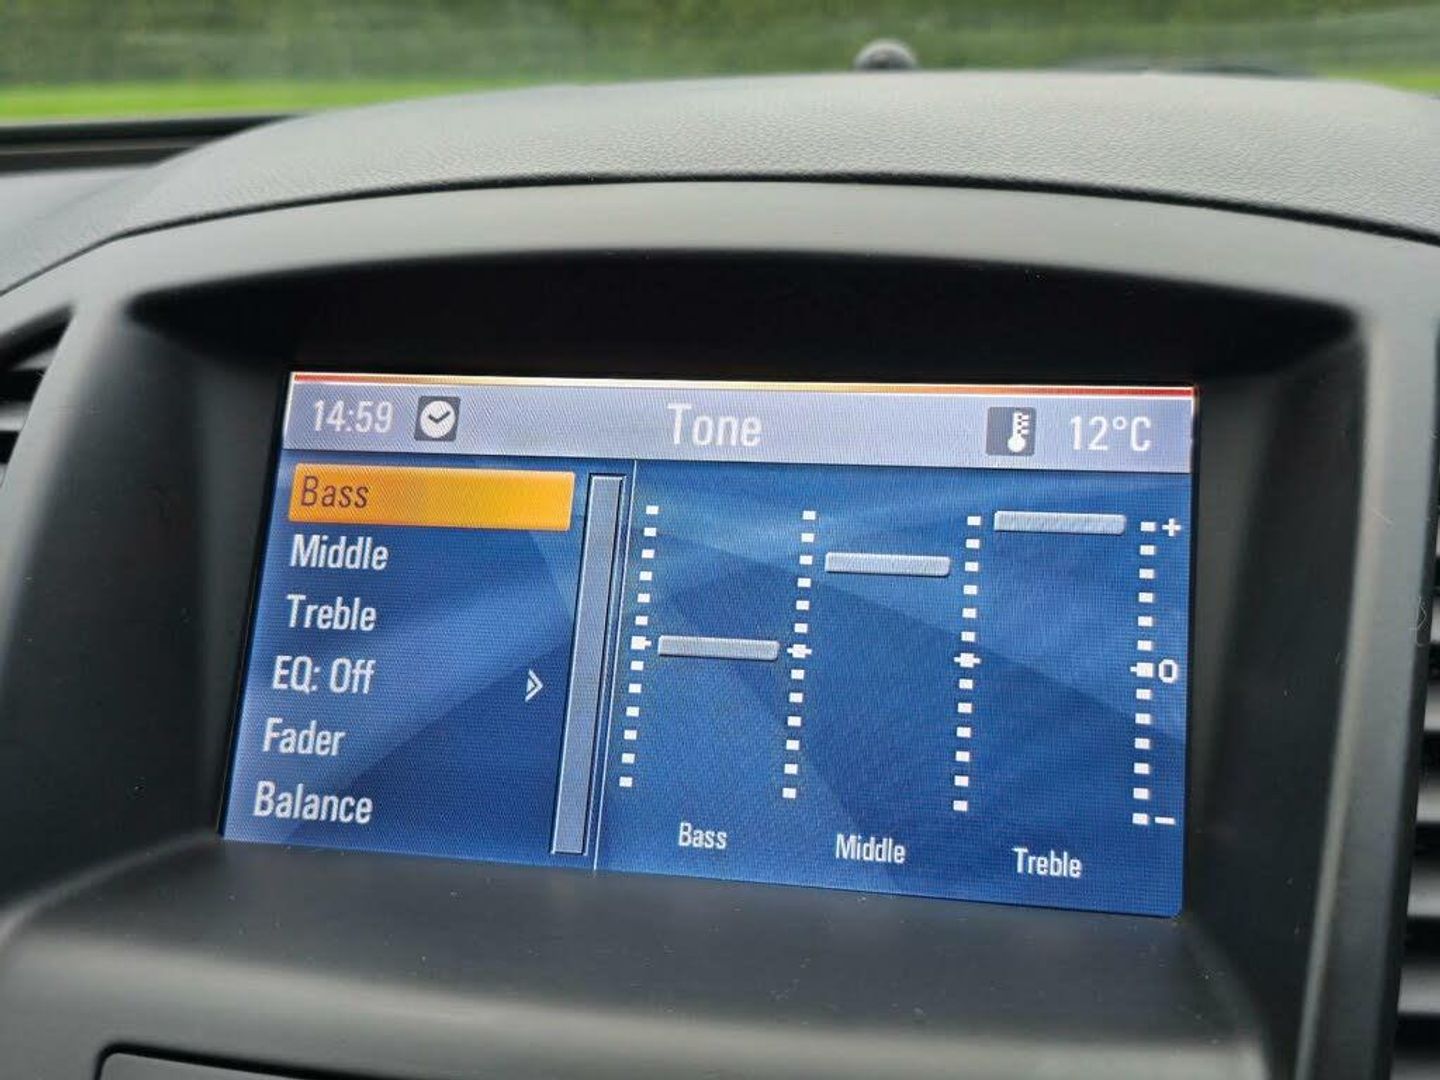 14:59 Tone 12°C
Bass
Middle
Treble
EQ: Off
Fader
Balance
+
0
−
Bass Middle Treble